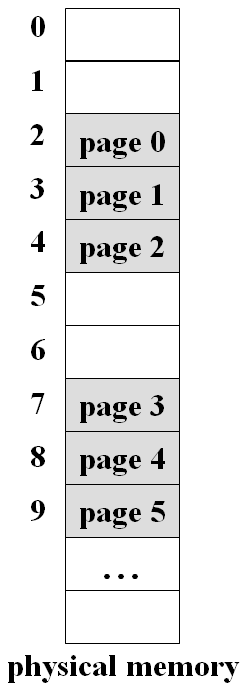 0
1
2 page 0
3 page 1
4 page 2
5
6
7 page 3
8 page 4
9 page 5
...
physical memory